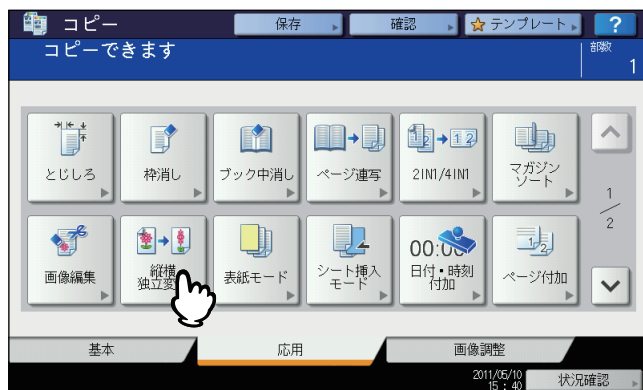 コピー
保存
確認
テンプレート
?
コピーできます
部数
1
とじしろ
枠消し
ブック中消し
ページ連写
2IN1/4IN1
マガジン
ソート
1
2
画像編集
縦横
独立変
表紙モード
シート挿入
モード
00:00
日付・時刻
付加
ページ付加
基本
応用
画像調整
2011/05/10
15:40
状況確認